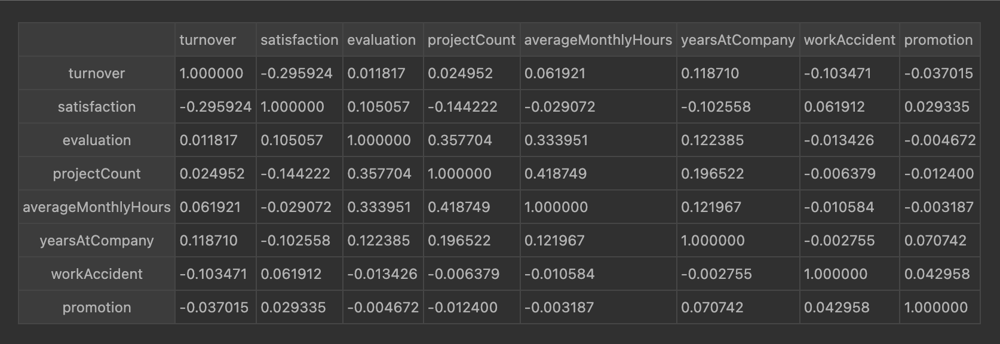 turnover satisfaction evaluation projectCount averageMonthlyHours yearsAtCompany workAccident promotion
turnover 1.000000 -0.295924 0.011817 0.024952 0.061921 0.118710 -0.103471 -0.037015
satisfaction -0.295924 1.000000 0.105057 -0.144222 -0.029072 -0.102558 0.061912 0.029335
evaluation 0.011817 0.105057 1.000000 0.357704 0.333951 0.122385 -0.013426 -0.004672
projectCount 0.024952 -0.144222 0.357704 1.000000 0.418749 0.196522 -0.006379 -0.012400
averageMonthlyHours 0.061921 -0.029072 0.333951 0.418749 1.000000 0.121967 -0.010584 -0.003187
yearsAtCompany 0.118710 -0.102558 0.122385 0.196522 0.121967 1.000000 -0.002755 0.070742
workAccident -0.103471 0.061912 -0.013426 -0.006379 -0.010584 -0.002755 1.000000 0.042958
promotion -0.037015 0.029335 -0.004672 -0.012400 -0.003187 0.070742 0.042958 1.000000